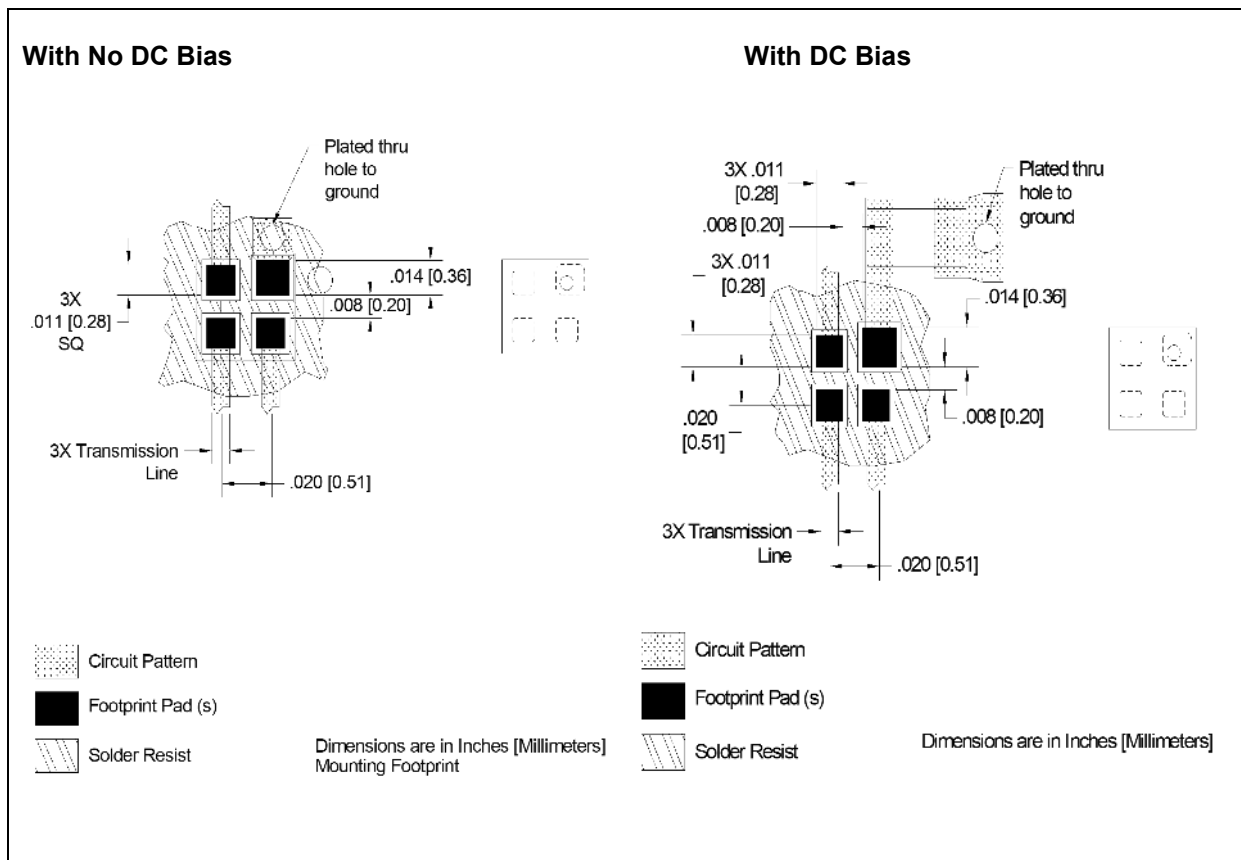 With No DC Bias
Plated thru
hole to
ground
.014 [0.36]
.008 [0.20]
3X
.011 [0.28]
SQ
3X Transmission
Line
.020 [0.51]
Circuit Pattern
Footprint Pad (s)
Solder Resist
Dimensions are in Inches [Millimeters]
Mounting Footprint
With DC Bias
3X .011
[0.28]
Plated thru
hole to
ground
.008 [0.20]
3X .011
[0.28]
.014 [0.36]
.020
[0.51]
.008 [0.20]
3X Transmission
Line
.020 [0.51]
Circuit Pattern
Footprint Pad (s)
Solder Resist
Dimensions are in Inches [Millimeters]